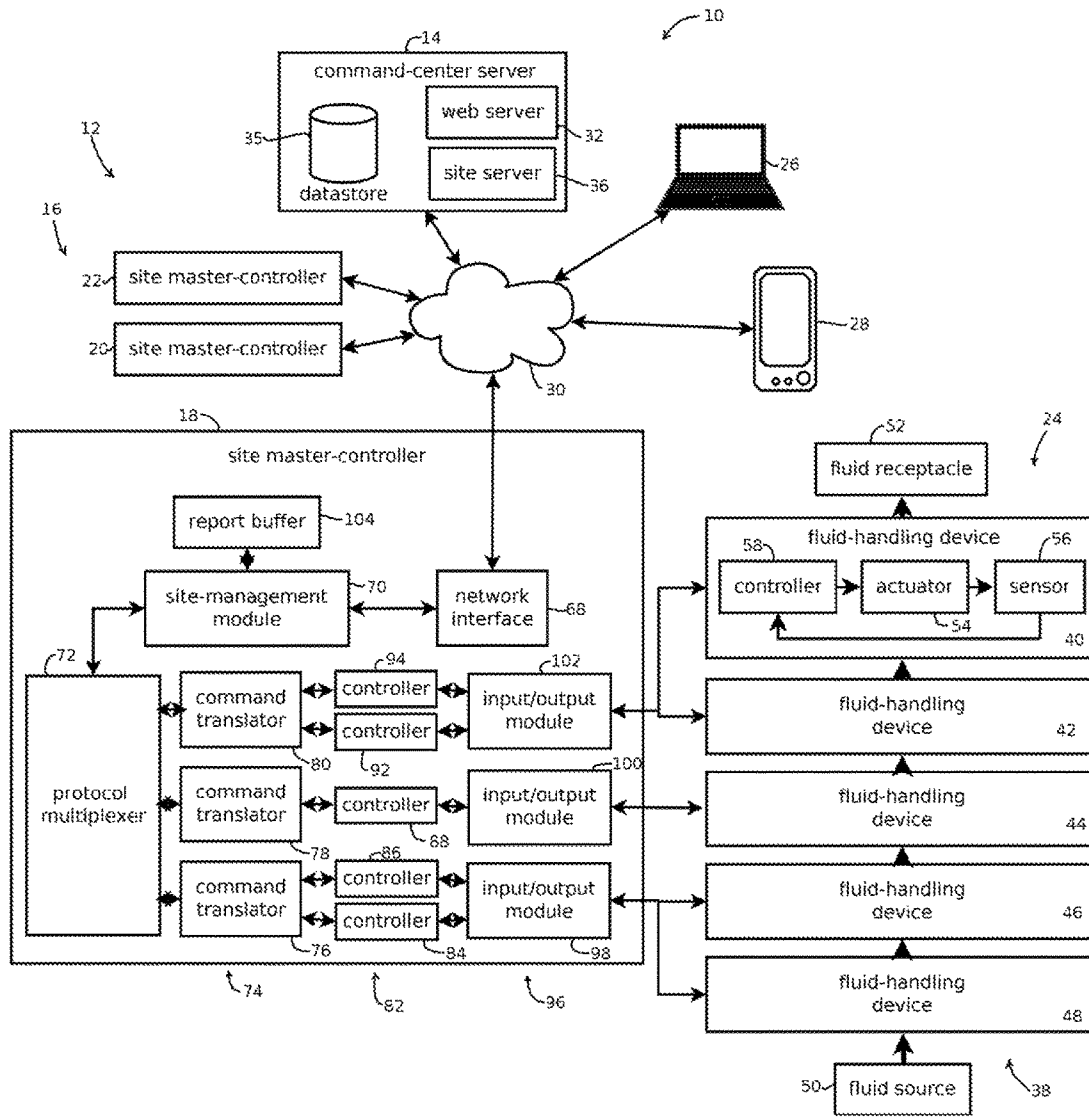 10
14
command-center server
12
web server
35
32
26
site server
36
datastore
16
22
site master-controller
20
site master-controller
28
30
18
site master-controller
52
24
fluid receptacle
report buffer
104
fluid-handling device
58
56
70
controller
actuator
sensor
site-management
module
network
interface
68
54
40
72
94
102
command
translator
controller
input/output
module
controller
80
92
fluid-handling
device
42
100
protocol
multiplexer
command
translator
controller
input/output
module
78
88
fluid-handling
device
44
86
command
translator
controller
input/output
module
controller
76
84
98
fluid-handling
device
46
74
82
96
fluid-handling
device
48
50
fluid source
38